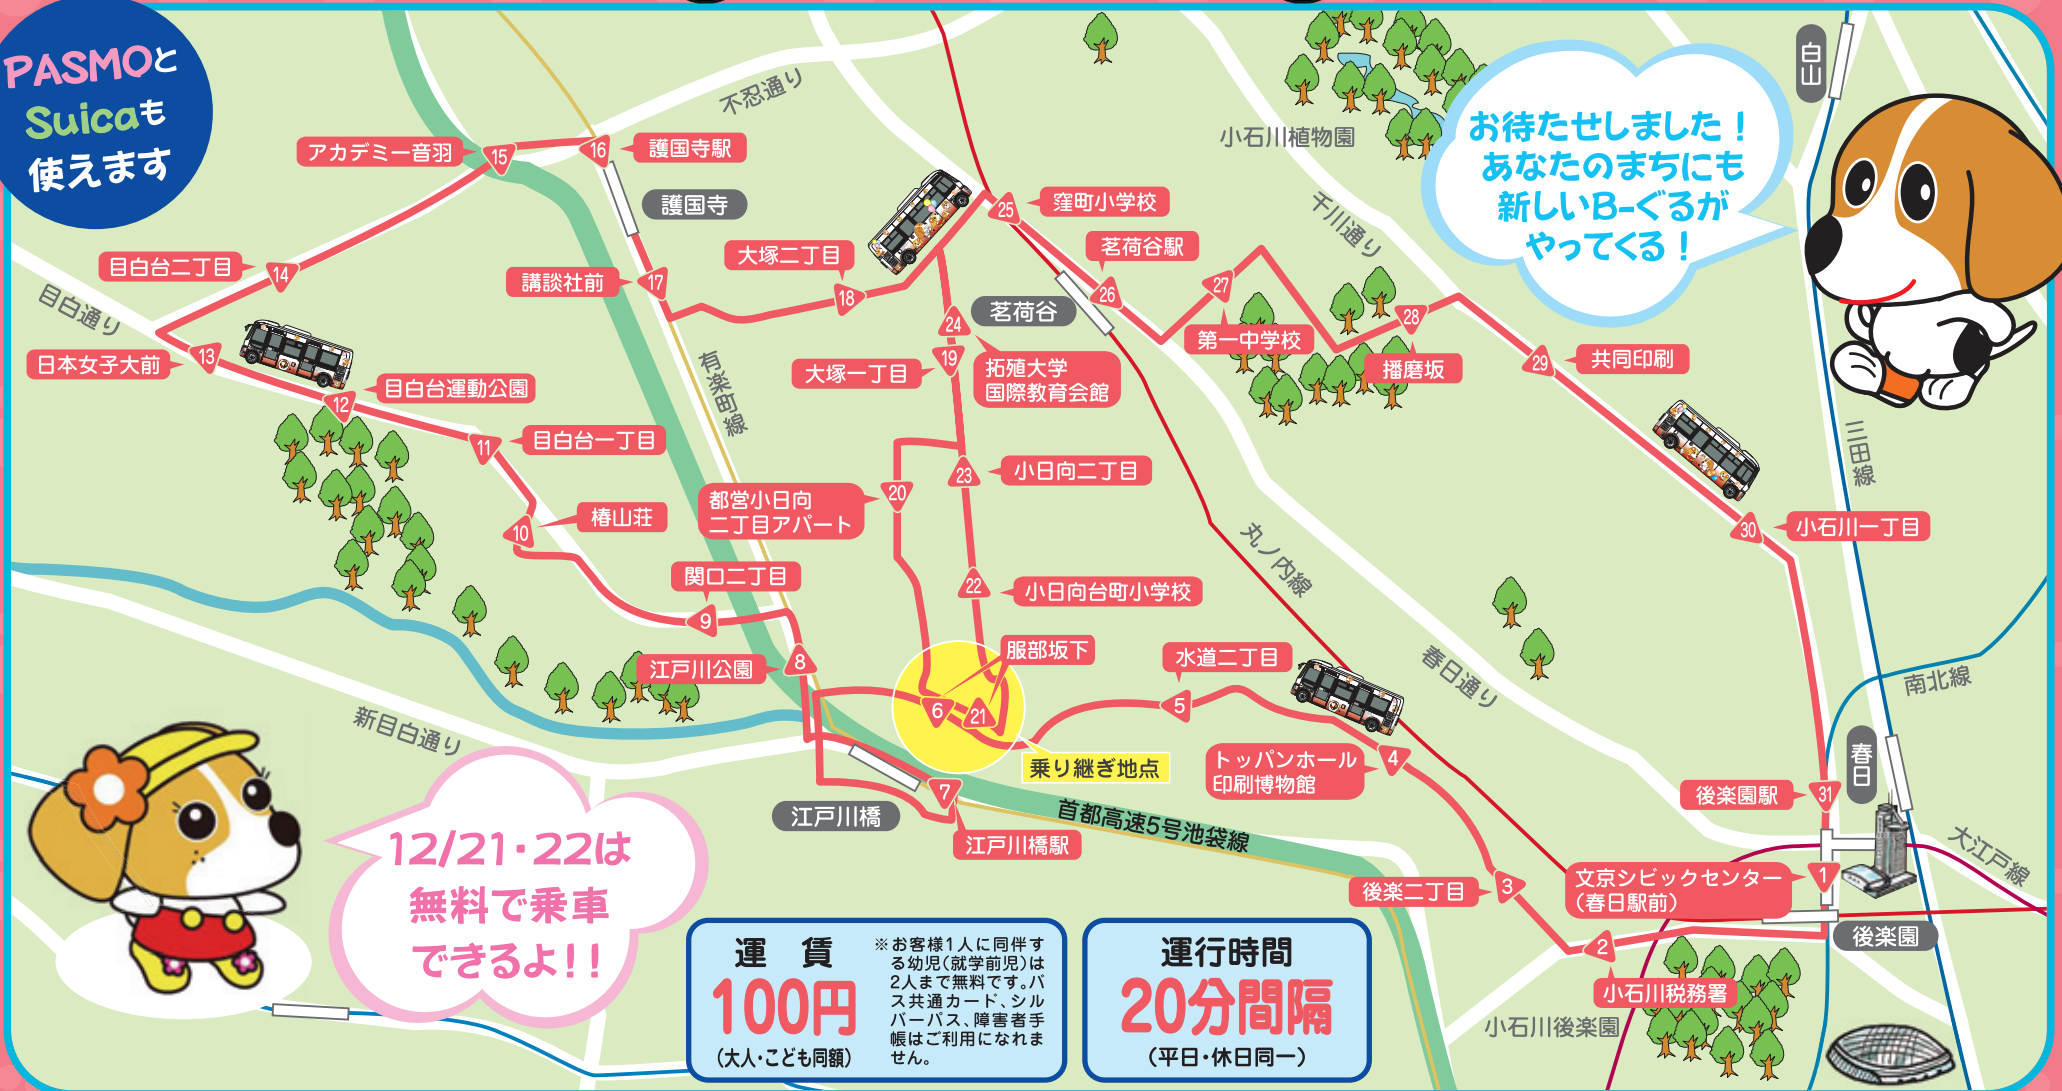 PASMOと
Suicaも
使えます
お待たせしました！
あなたのまちにも
新しいB-ぐるが
やってくる！
白山
不忍通り
小石川植物園
千川通り
アカデミー音羽
15
16
護国寺駅
護国寺
25
窪町小学校
茗荷谷駅
26
茗荷谷
目白台二丁目
14
目白通り
日本女子大前
13
目白台運動公園
12
11
目白台一丁目
椿山荘
10
講談社前
17
大塚二丁目
18
有楽町線
24
19
大塚一丁目
拓殖大学
国際教育会館
27
第一中学校
28
播磨坂
29
共同印刷
30
小石川一丁目
三田線
23
小日向二丁目
20
都営小日向
二丁目アパート
22
小日向台町小学校
丸ノ内線
関口二丁目
9
8
江戸川公園
服部坂下
6
21
乗り継ぎ地点
水道二丁目
5
春日通り
南北線
新目白通り
トッパンホール
印刷博物館
4
春日
後楽園駅
31
江戸川橋
7
江戸川橋駅
首都高速5号池袋線
大江戸線
後楽二丁目
3
文京シビックセンター
（春日駅前）
1
後楽園
2
小石川税務署
小石川後楽園
12/21・22は
無料で乗車
できるよ！！
運 賃
100円
（大人・こども同額）
※お客様1人に同伴す
る幼児（就学前児）は
2人まで無料です。バ
ス共通カード、シル
バーパス、障害者手
帳はご利用になれま
せん。
運行時間
20分間隔
（平日・休日同一）